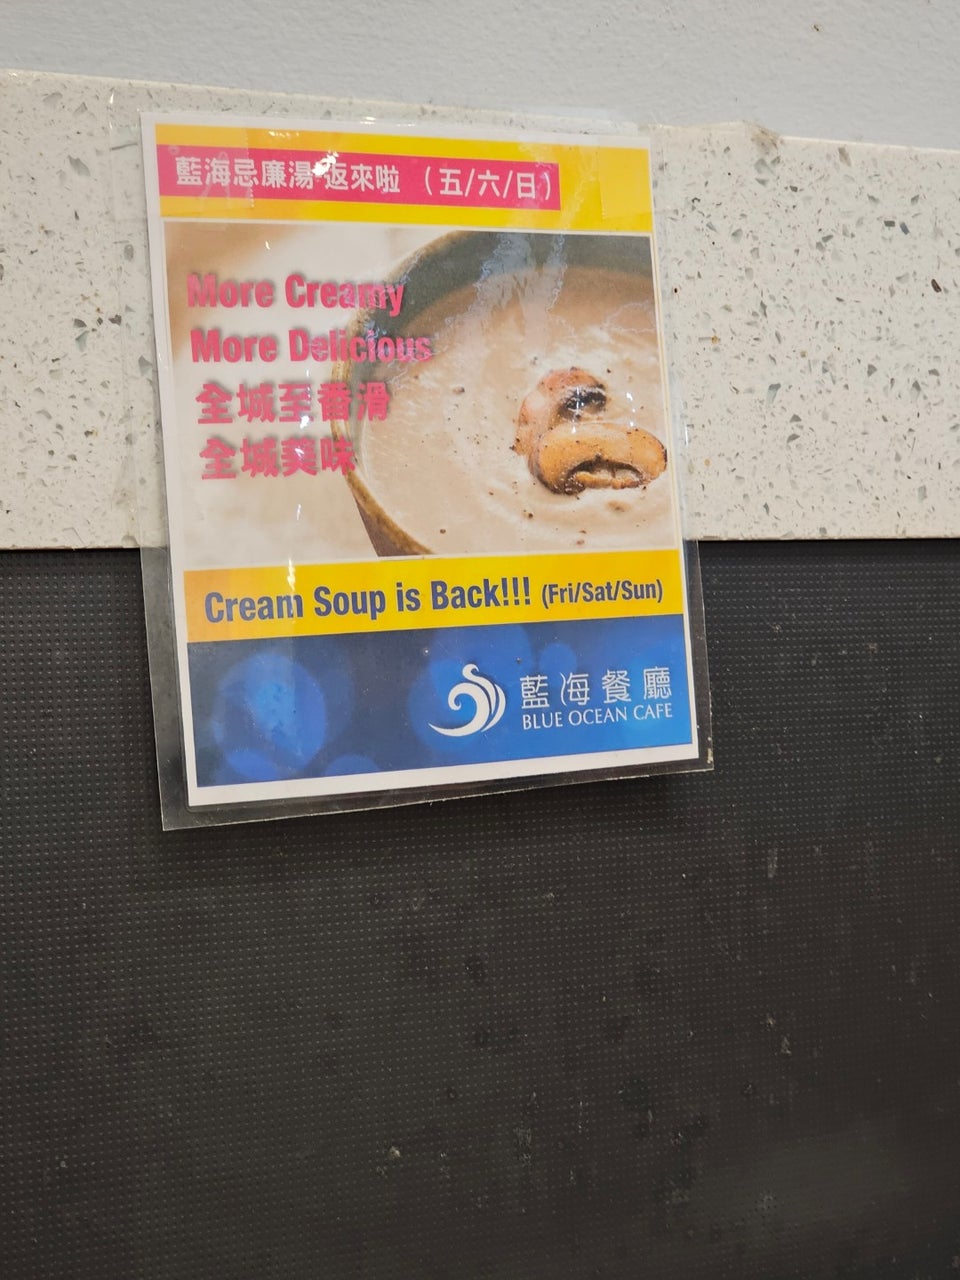 藍海忌廉湯 返來啦 （五/六/日）
More Creamy
More Delicious
全城至香滑
全城美味
Cream Soup is Back!!! (Fri/Sat/Sun)
藍海餐廳
BLUE OCEAN CAFE